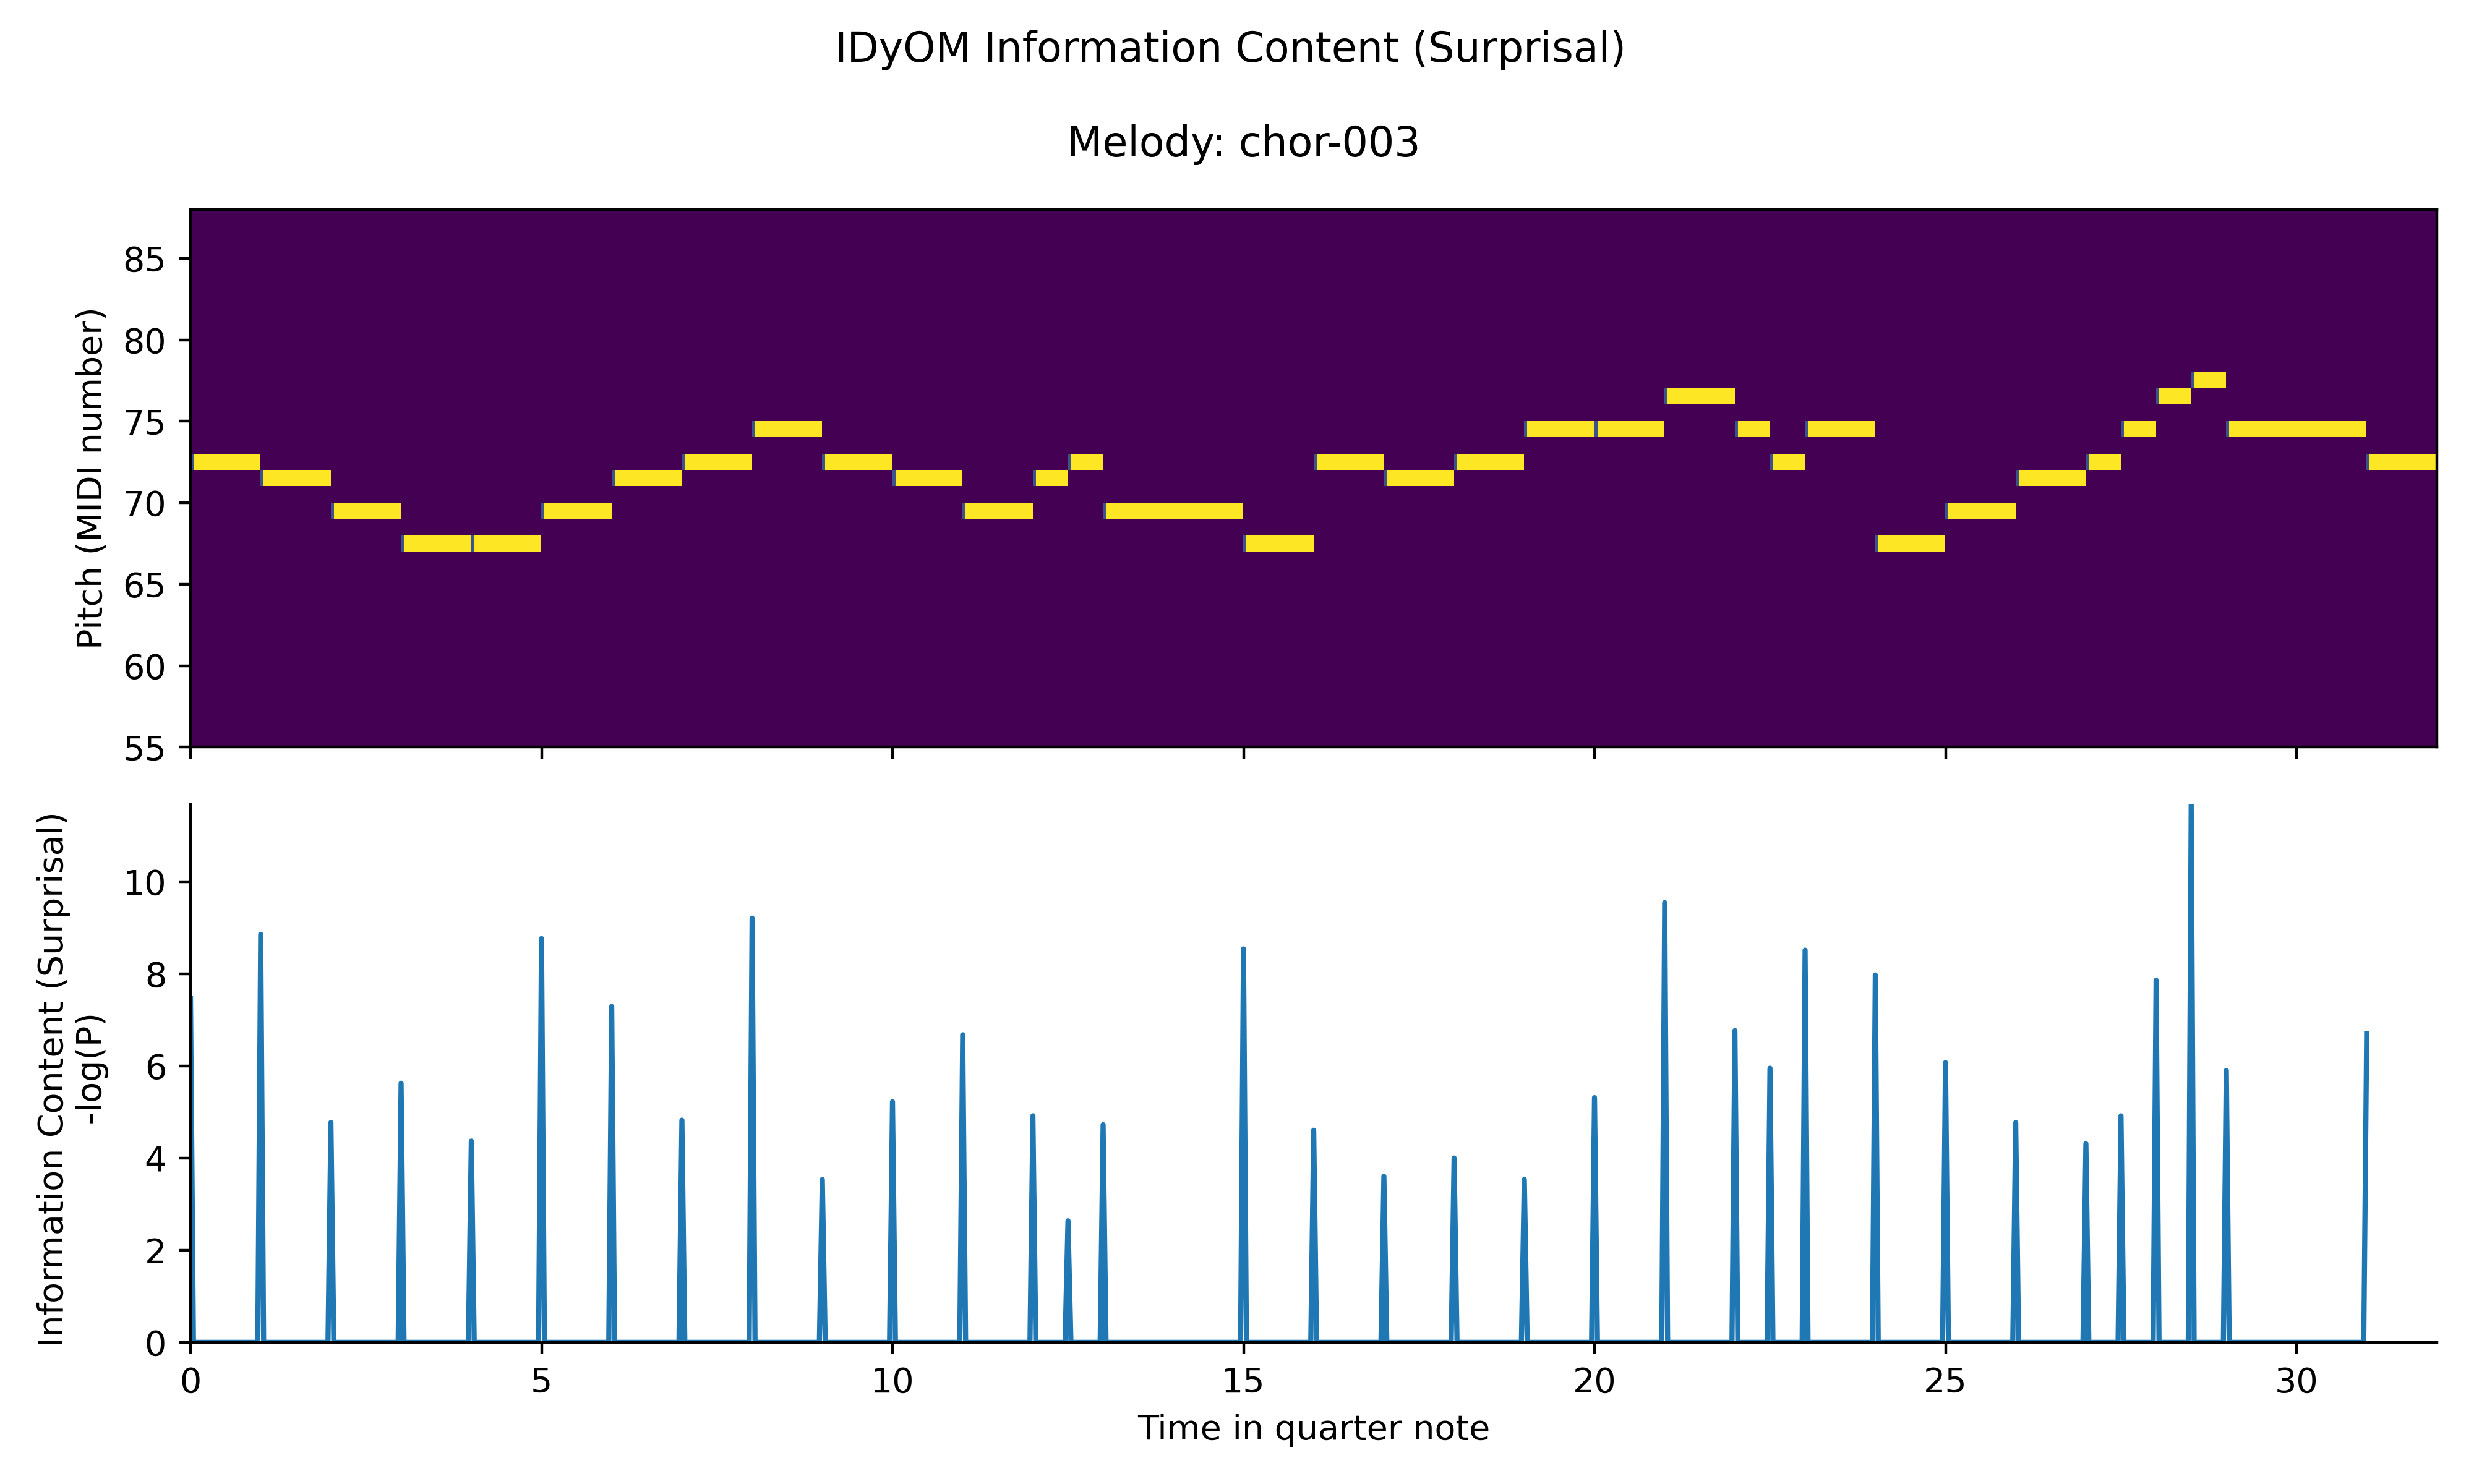 IDyOM Information Content (Surprisal)
Melody: chor-003
Pitch (MIDI number)
85
80
75
70
65
60
55
Information Content (Surprisal)
-log(P)
10
8
6
4
2
0
0 5 10 15 20 25 30
Time in quarter note